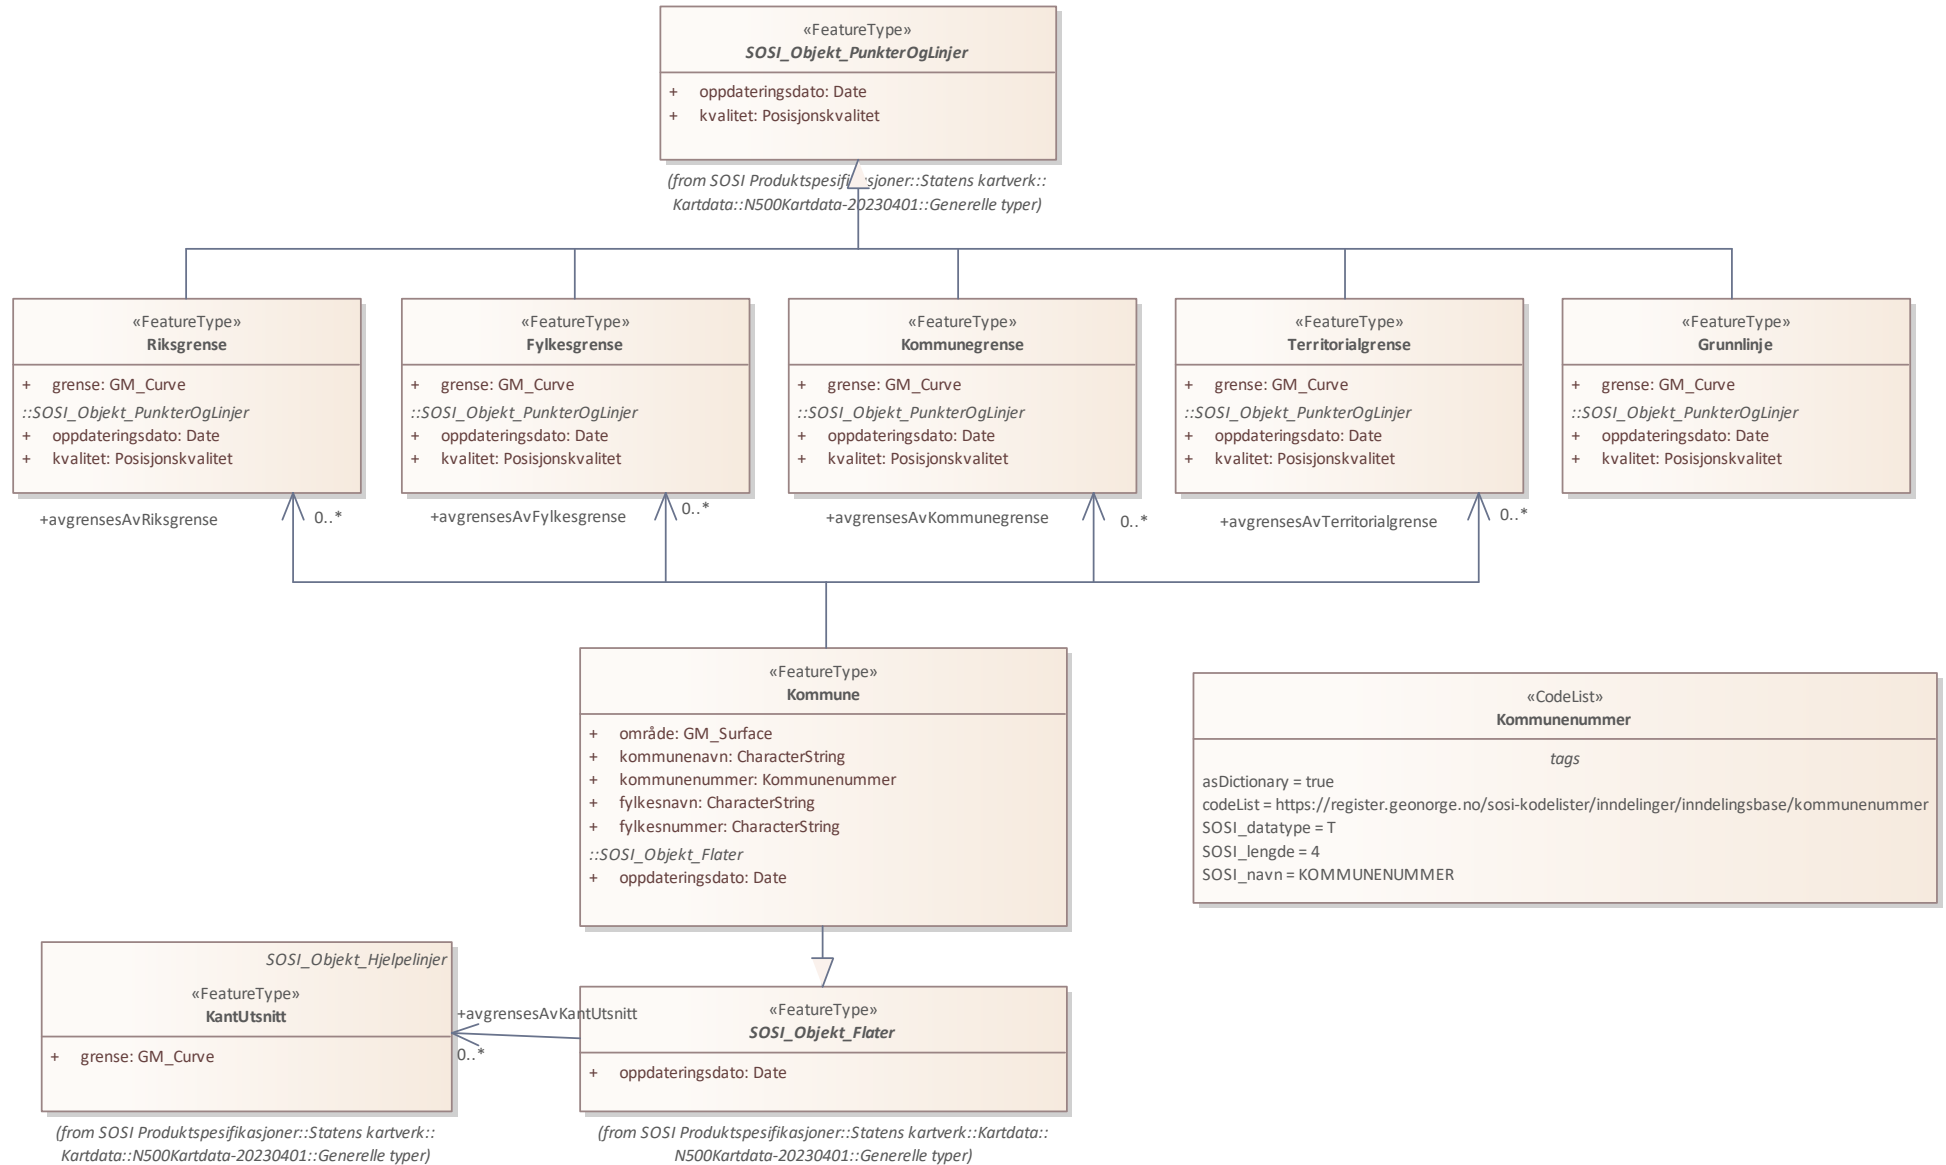 «FeatureType»
SOSI_Objekt_PunkterOgLinjer
+ oppdateringsdato: Date
+ kvalitet: Posisjonskvalitet
(from SOSI Produktspesifikasjoner::Statens kartverk::
Kartdata::N500Kartdata-20230401::Generelle typer)
«FeatureType»
Riksgrense
+ grense: GM_Curve
::SOSI_Objekt_PunkterOgLinjer
+ oppdateringsdato: Date
+ kvalitet: Posisjonskvalitet
«FeatureType»
Fylkesgrense
+ grense: GM_Curve
::SOSI_Objekt_PunkterOgLinjer
+ oppdateringsdato: Date
+ kvalitet: Posisjonskvalitet
«FeatureType»
Kommunegrense
+ grense: GM_Curve
::SOSI_Objekt_PunkterOgLinjer
+ oppdateringsdato: Date
+ kvalitet: Posisjonskvalitet
«FeatureType»
Territorialgrense
+ grense: GM_Curve
::SOSI_Objekt_PunkterOgLinjer
+ oppdateringsdato: Date
+ kvalitet: Posisjonskvalitet
«FeatureType»
Grunnlinje
+ grense: GM_Curve
::SOSI_Objekt_PunkterOgLinjer
+ oppdateringsdato: Date
+ kvalitet: Posisjonskvalitet
+avgrensesAvRiksgrense
0..*
+avgrensesAvFylkesgrense
0..*
+avgrensesAvKommunegrense
0..*
+avgrensesAvTerritorialgrense
0..*
«FeatureType»
Kommune
+ område: GM_Surface
+ kommunenavn: CharacterString
+ kommunenummer: Kommunenummer
+ fylkesnavn: CharacterString
+ fylkesnummer: CharacterString
::SOSI_Objekt_Flater
+ oppdateringsdato: Date
«CodeList»
Kommunenummer
tags
asDictionary = true
codeList = https://register.geonorge.no/sosi-kodelister/inndelinger/inndelingsbase/kommunenummer
SOSI_datatype = T
SOSI_lengde = 4
SOSI_navn = KOMMUNENUMMER
SOSI_Objekt_Hjelpelinjer
«FeatureType»
KantUtsnitt
+ grense: GM_Curve
(from SOSI Produktspesifikasjoner::Statens kartverk::
Kartdata::N500Kartdata-20230401::Generelle typer)
+avgrensesAvKantUtsnitt
0..*
«FeatureType»
SOSI_Objekt_Flater
+ oppdateringsdato: Date
(from SOSI Produktspesifikasjoner::Statens kartverk::Kartdata::
N500Kartdata-20230401::Generelle typer)